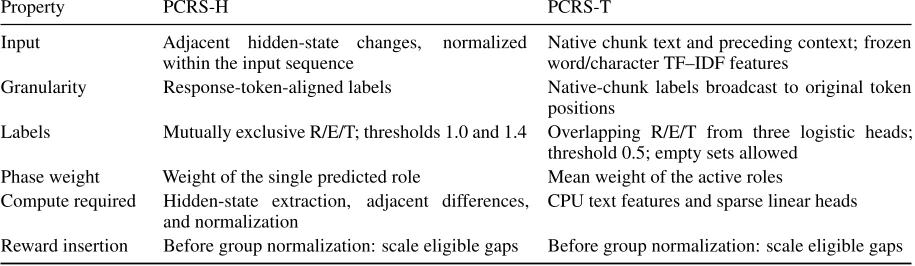 Property PCRS-H PCRS-T
Input Adjacent hidden-state changes, normalized Native chunk text and preceding context; frozen
within the input sequence word/character TF–IDF features
Granularity Response-token-aligned labels Native-chunk labels broadcast to original token
positions
Labels Mutually exclusive R/E/T; thresholds 1.0 and 1.4 Overlapping R/E/T from three logistic heads;
threshold 0.5; empty sets allowed
Phase weight Weight of the single predicted role Mean weight of the active roles
Compute required Hidden-state extraction, adjacent differences, CPU text features and sparse linear heads
and normalization
Reward insertion Before group normalization: scale eligible gaps Before group normalization: scale eligible gaps